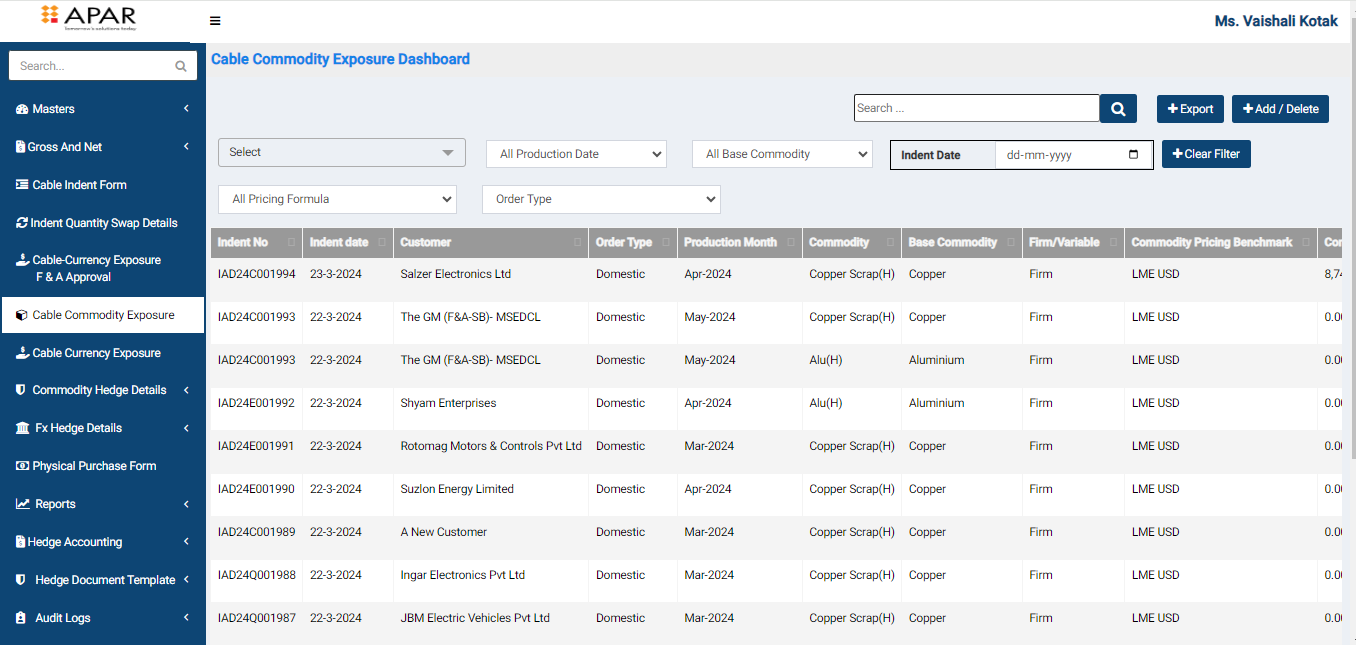 APAR
Tomorrow's solutions today
Ms. Vaishali Kotak
Search...
Masters
Gross And Net
Cable Indent Form
Indent Quantity Swap Details
Cable-Currency Exposure
F & A Approval
Cable Commodity Exposure
Cable Currency Exposure
Commodity Hedge Details
Fx Hedge Details
Physical Purchase Form
Reports
Hedge Accounting
Hedge Document Template
Audit Logs
Cable Commodity Exposure Dashboard
Search ...
Export
Add / Delete
Select
All Production Date
All Base Commodity
Indent Date
dd-mm-yyyy
Clear Filter
All Pricing Formula
Order Type
Indent No Indent date Customer Order Type Production Month Commodity Base Commodity Firm/Variable Commodity Pricing Benchmark
IAD24C001994 23-3-2024 Salzer Electronics Ltd Domestic Apr-2024 Copper Scrap(H) Copper Firm LME USD 8,74
IAD24C001993 22-3-2024 The GM (F&A-SB)- MSEDCL Domestic May-2024 Copper Scrap(H) Copper Firm LME USD 0.00
IAD24C001993 22-3-2024 The GM (F&A-SB)- MSEDCL Domestic May-2024 Alu(H) Aluminium Firm LME USD 0.00
IAD24E001992 22-3-2024 Shyam Enterprises Domestic Apr-2024 Alu(H) Aluminium Firm LME USD 0.00
IAD24E001991 22-3-2024 Rotomag Motors & Controls Pvt Ltd Domestic Mar-2024 Copper Scrap(H) Copper Firm LME USD 0.00
IAD24E001990 22-3-2024 Suzlon Energy Limited Domestic Apr-2024 Copper Scrap(H) Copper Firm LME USD 0.00
IAD24C001989 22-3-2024 A New Customer Domestic Mar-2024 Copper Scrap(H) Copper Firm LME USD 0.00
IAD24Q001988 22-3-2024 Ingar Electronics Pvt Ltd Domestic Mar-2024 Copper Scrap(H) Copper Firm LME USD 0.00
IAD24Q001987 22-3-2024 JBM Electric Vehicles Pvt Ltd Domestic Mar-2024 Copper Scrap(H) Copper Firm LME USD 0.00